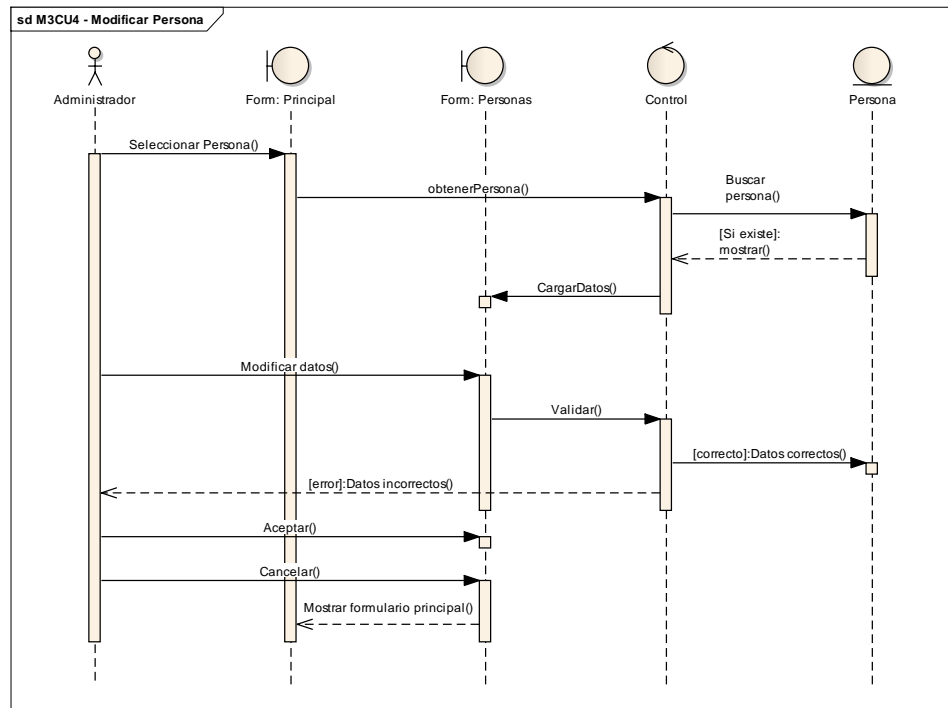 sd M3CU4 - Modificar Persona
Administrador
Form: Principal
Form: Personas
Control
Persona
Seleccionar Persona()
obtenerPersona()
Buscar
persona()
[Si existe]:
mostrar()
CargarDatos()
Modificar datos()
Validar()
[correcto]:Datos correctos()
[error]:Datos incorrectos()
Aceptar()
Cancelar()
Mostrar formulario principal()